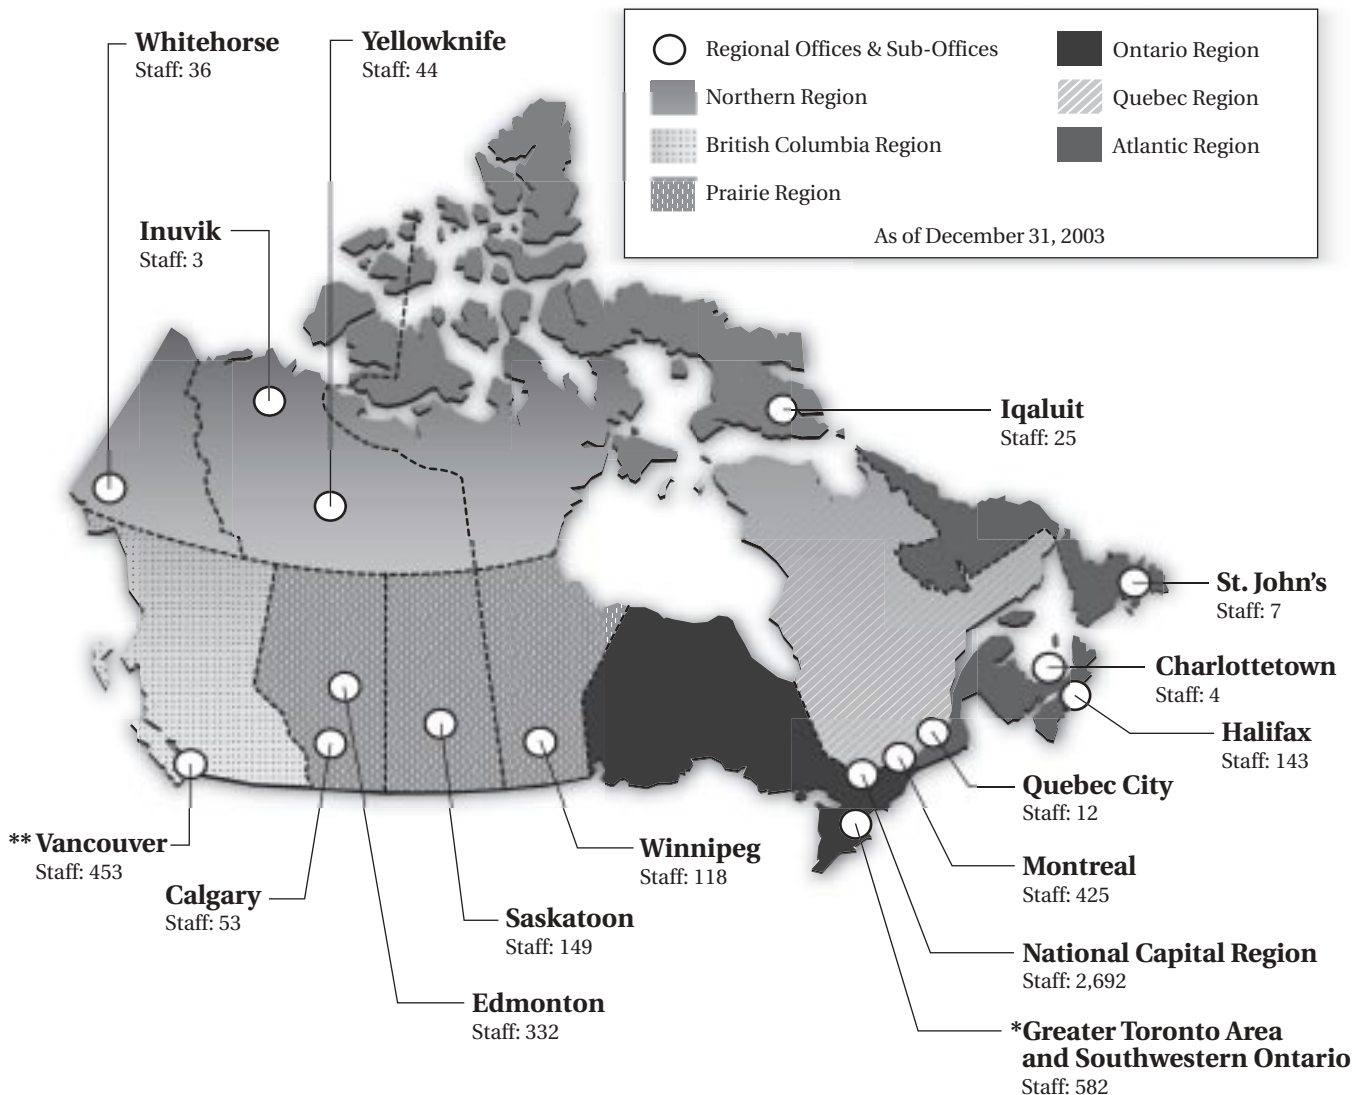 Whitehorse
Staff: 36
Yellowknife
Staff: 44
Regional Offices & Sub-Offices
Northern Region
British Columbia Region
Prairie Region
Ontario Region
Quebec Region
Atlantic Region
As of December 31, 2003
Inuvik
Staff: 3
Iqaluit
Staff: 25
St. John's
Staff: 7
Charlottetown
Staff: 4
Halifax
Staff: 143
Quebec City
Staff: 12
Montreal
Staff: 425
National Capital Region
Staff: 2,692
*Greater Toronto Area
and Southwestern Ontario
Staff: 582
**Vancouver
Staff: 453
Calgary
Staff: 53
Winnipeg
Staff: 118
Saskatoon
Staff: 149
Edmonton
Staff: 332